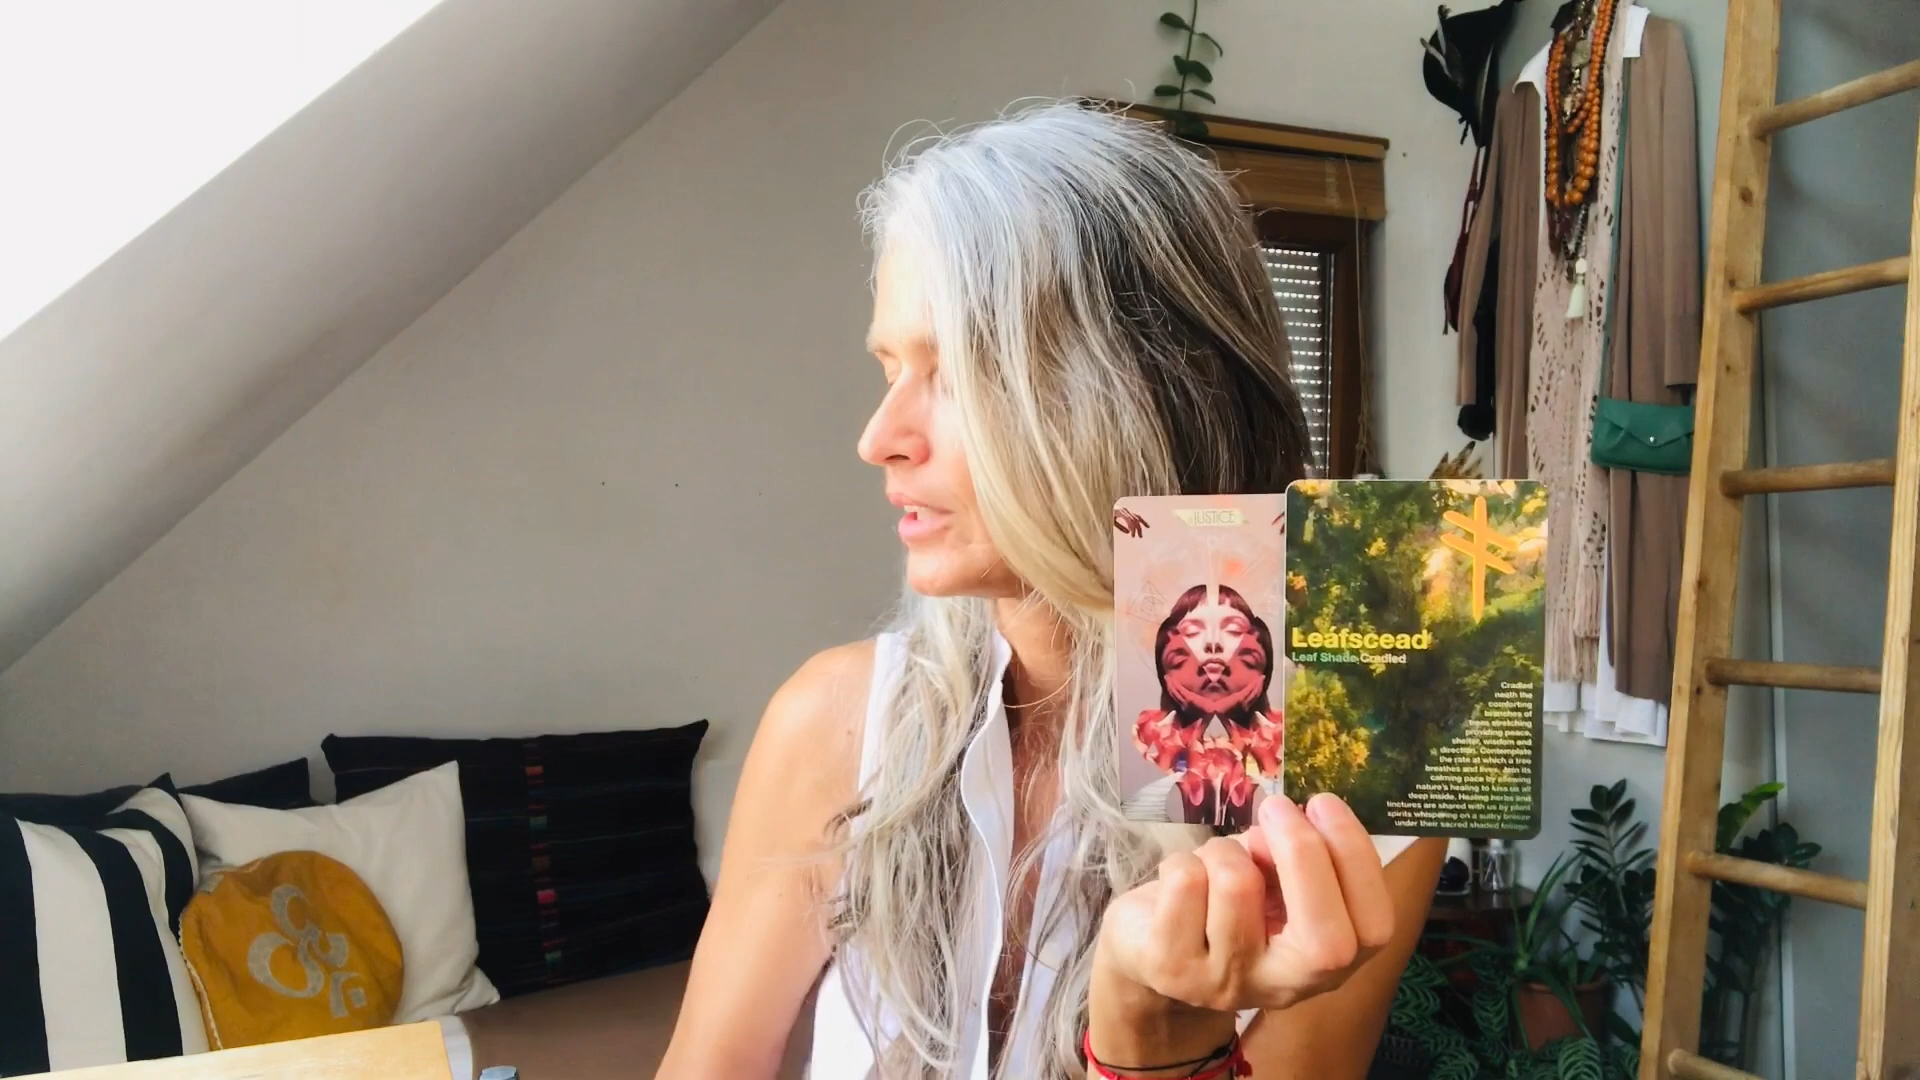 JUSTICE
Leafscead
Leaf Shade Cradled
Cradled
neath the
comforting
branches of
trees stretching
providing peace,
shelter, wisdom and
direction. Contemplate
the rate at which a tree
breathes and lives. Join its
calming pace by allowing
nature's healing to kiss us all
deep inside. Healing herbs and
tinctures are shared with us by plant
spirits whispering on a sultry breeze
under their sacred shaded foliage.